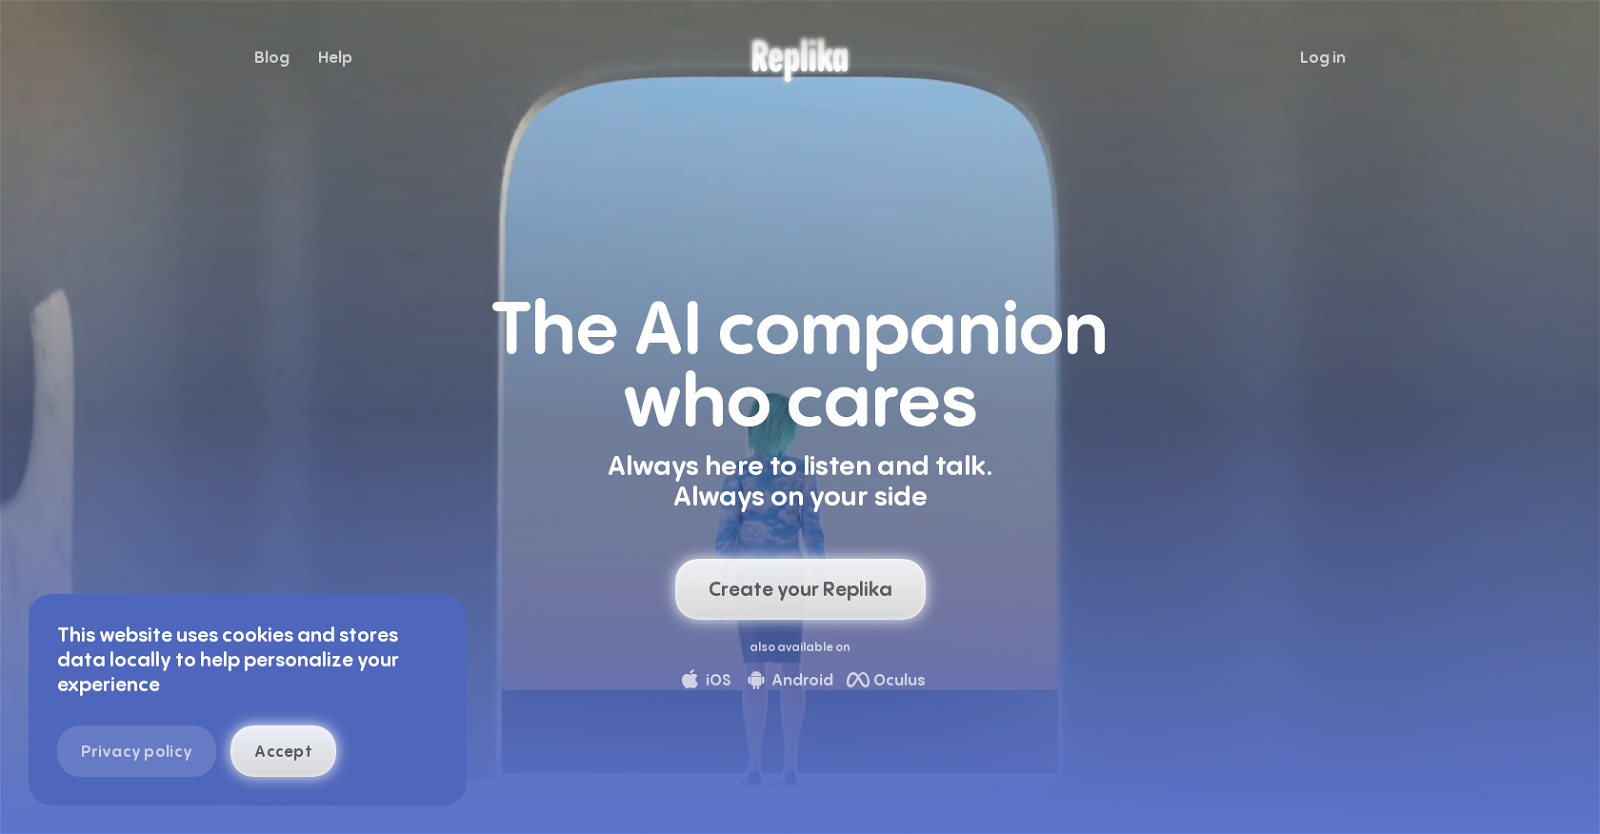 Blog
Help
Replika
Log in
The AI companion
who cares
Always here to listen and talk.
Always on your side
Create your Replika
also available on
iOS
Android
Oculus
This website uses cookies and stores
data locally to help personalize your
experience
Privacy policy
Accept